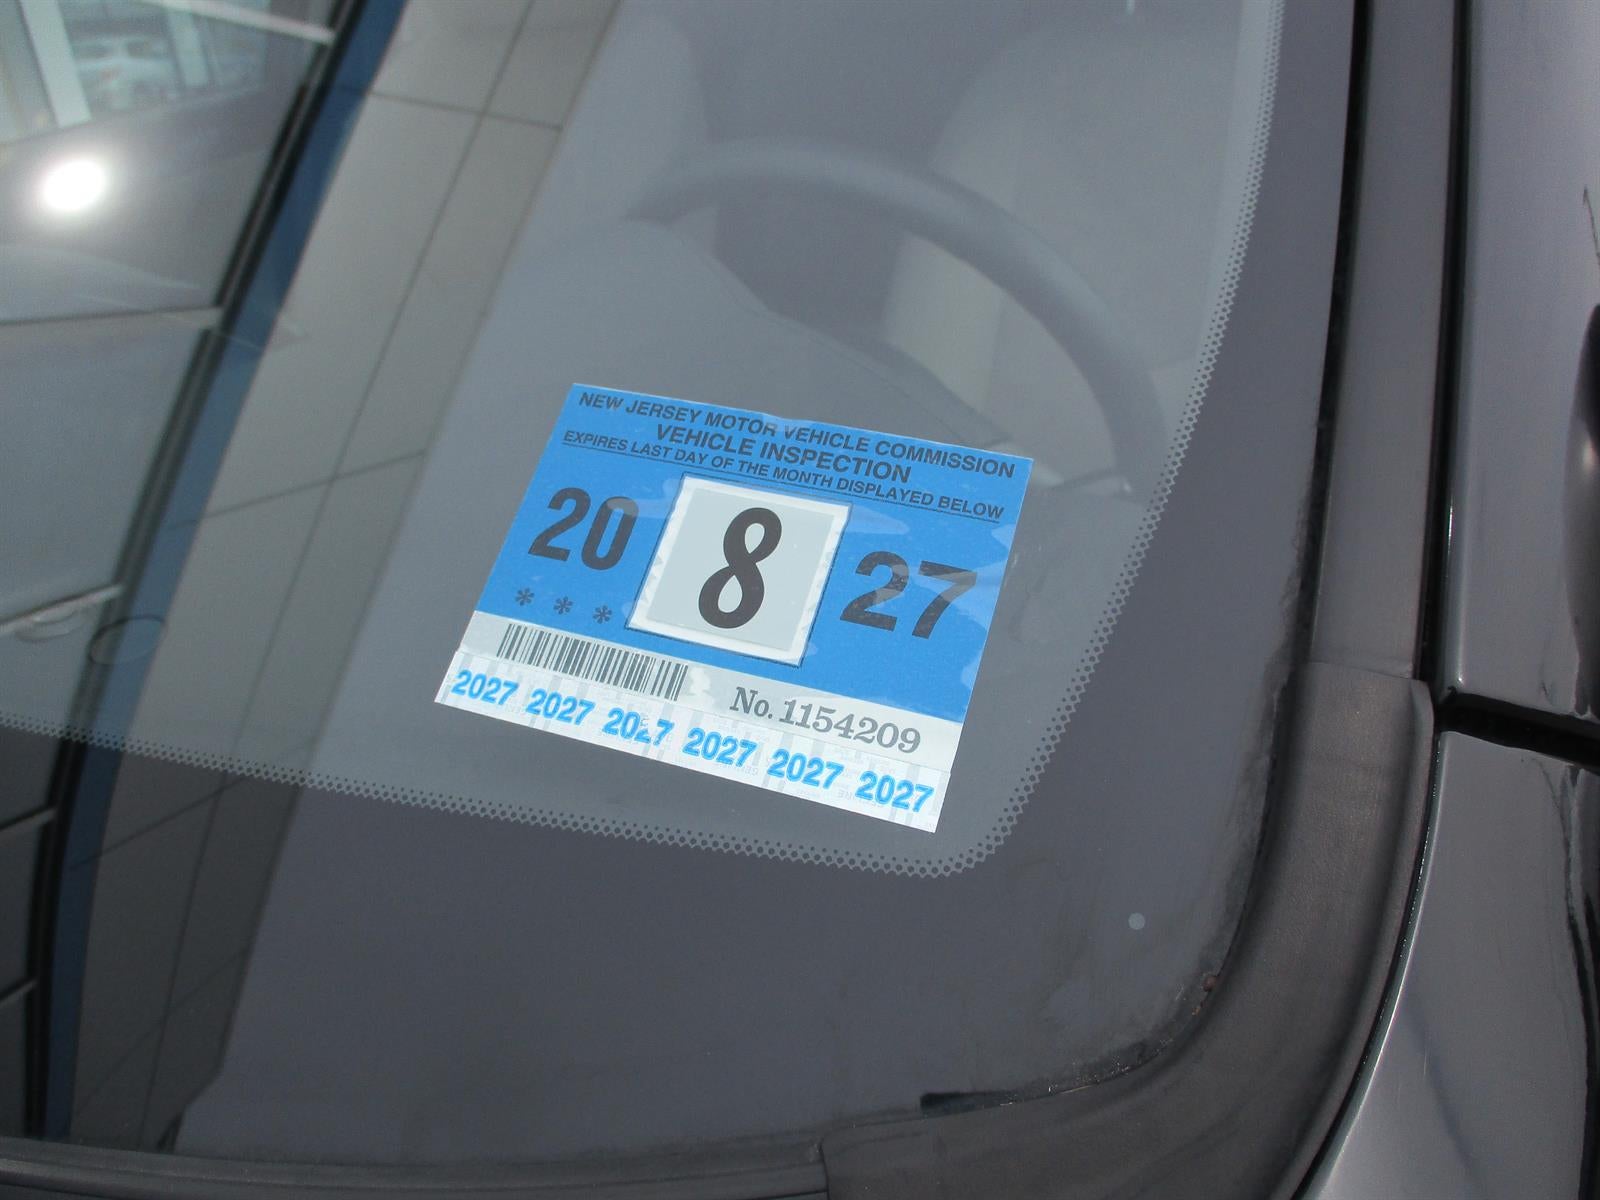 NEW JERSEY MOTOR VEHICLE COMMISSION
VEHICLE INSPECTION
EXPIRES LAST DAY OF THE MONTH DISPLAYED BELOW
20 8 27
* * *
No. 1154209
2027 2027 2027 2027 2027 2027